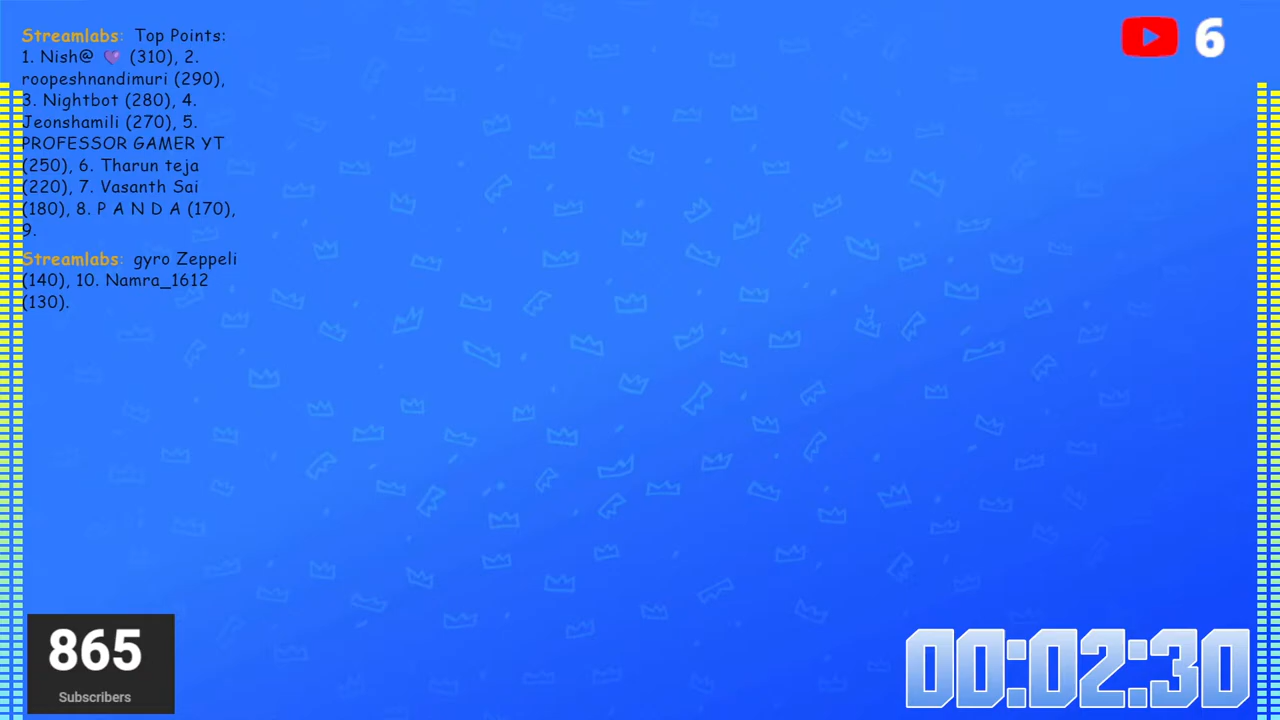 Streamlabs: Top Points:
1. Nish@ 💜 (310), 2.
roopeshnandimuri (290),
3. Nightbot (280), 4.
Jeonshamili (270), 5.
PROFESSOR GAMER YT
(250), 6. Tharun teja
(220), 7. Vasanth Sai
(180), 8. P A N D A (170),
9.
Streamlabs: gyro Zeppeli
(140), 10. Namra_1612
(130).
6
865
Subscribers
00:02:30